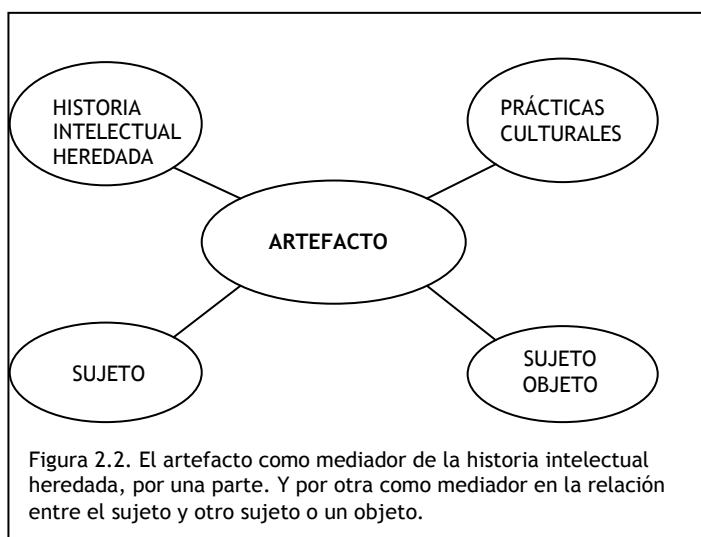 HISTORIA
INTELECTUAL
HEREDADA
PRÁCTICAS
CULTURALES
ARTEFACTO
SUJETO
SUJETO
OBJETO
Figura 2.2. El artefacto como mediador de la historia intelectual
heredada, por una parte. Y por otra como mediador en la relación
entre el sujeto y otro sujeto o un objeto.